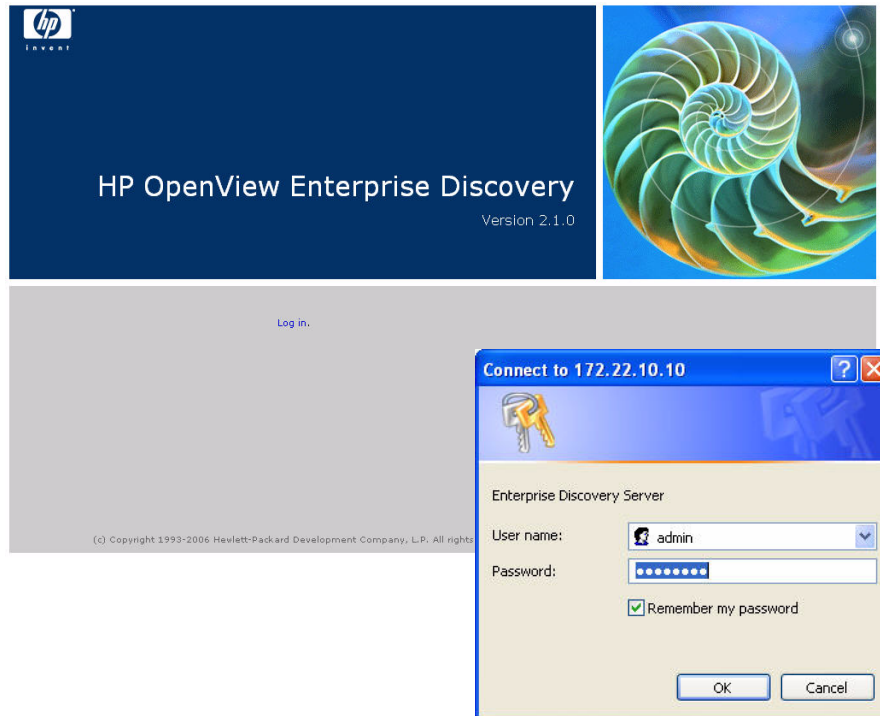 hp
invent
HP OpenView Enterprise Discovery
Version 2.1.0
Log in.
(c) Copyright 1993-2006 Hewlett-Packard Development Company, L.P. All rights
Connect to 172.22.10.10
Enterprise Discovery Server
User name:
admin
Password:
Remember my password
OK
Cancel